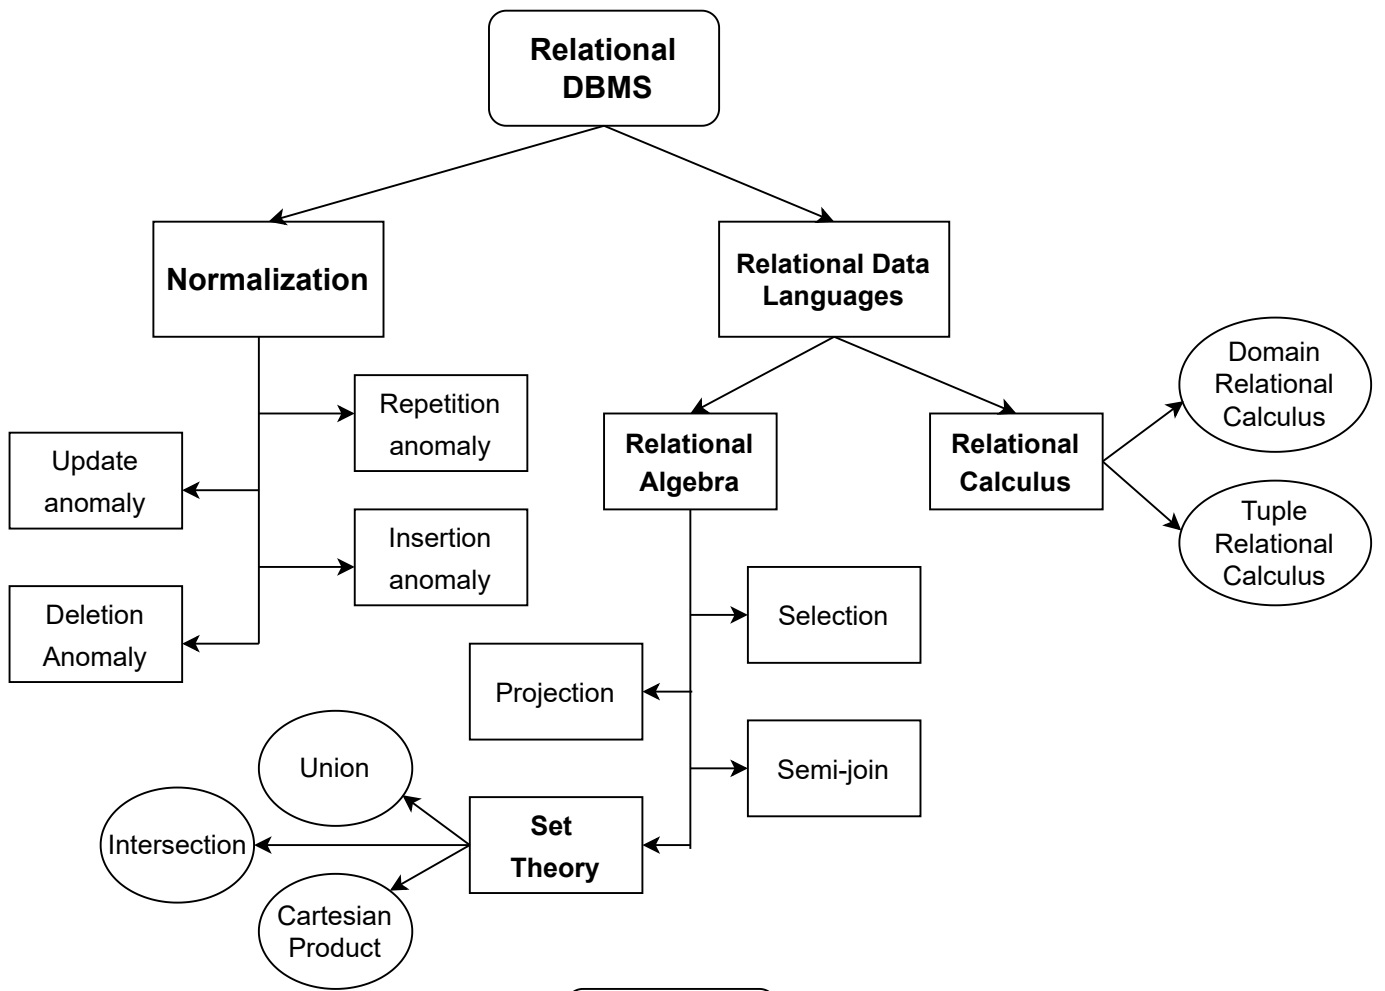 Relational
DBMS
Normalization
Relational Data
Languages
Domain
Relational
Calculus
Repetition
anomaly
Relational
Algebra
Relational
Calculus
Update
anomaly
Tuple
Relational
Calculus
Insertion
anomaly
Selection
Deletion
Anomaly
Projection
Union
Semi-join
Intersection
Set
Theory
Cartesian
Product